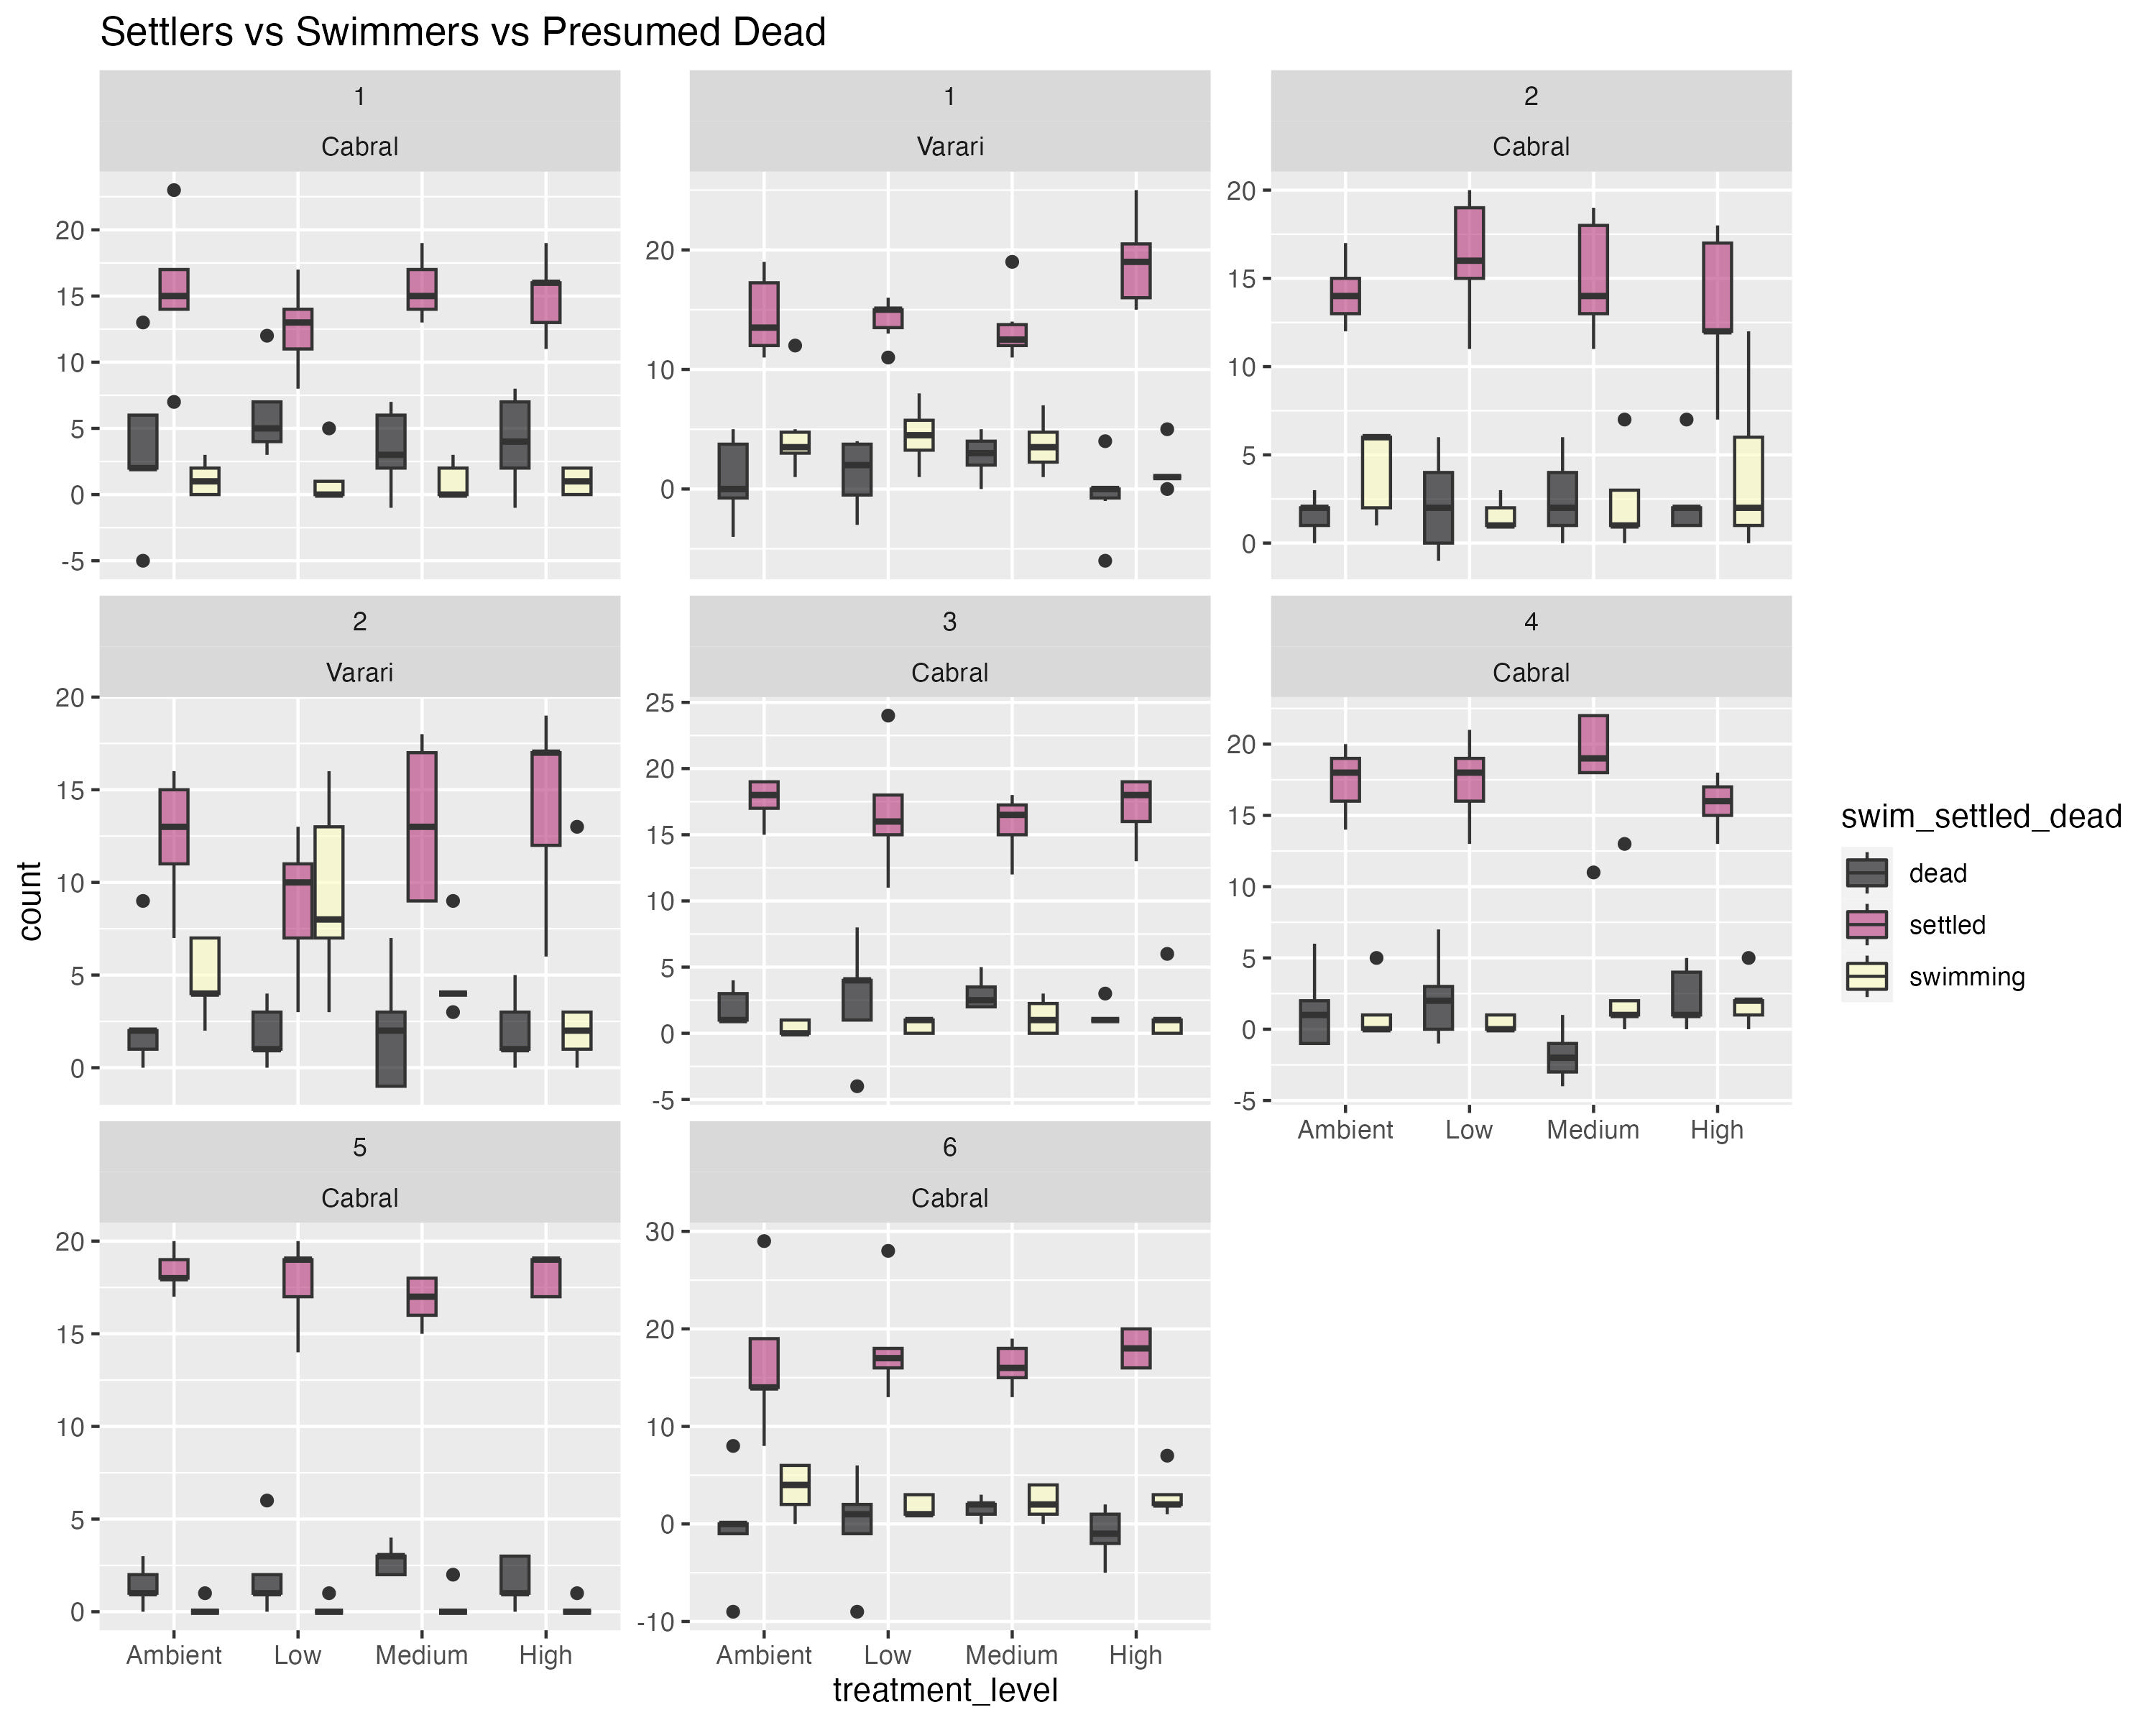 Settlers vs Swimmers vs Presumed Dead
1
Cabral
20
15
10
5
0
-5
1
Varari
20
10
0
2
Cabral
20
15
10
5
0
2
Varari
20
15
10
5
0
3
Cabral
25
20
15
10
5
0
-5
4
Cabral
20
15
10
5
0
-5
Ambient Low Medium High
5
Cabral
20
15
10
5
0
Ambient Low Medium High
6
Cabral
30
20
10
0
-10
Ambient Low Medium High
count
treatment_level
swim_settled_dead
dead
settled
swimming